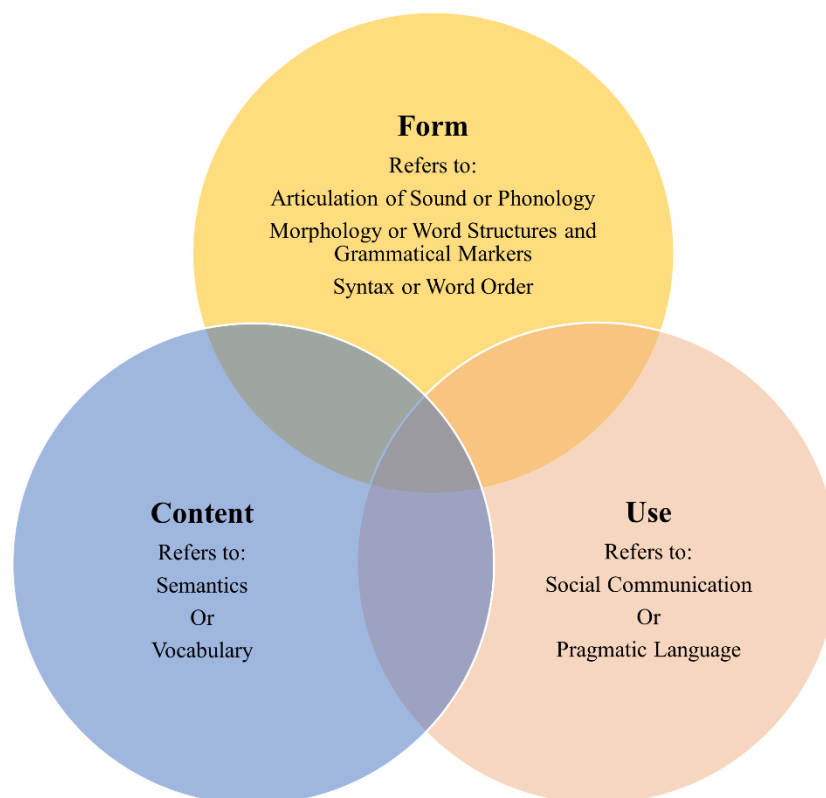 Form
Refers to:
Articulation of Sound or Phonology
Morphology or Word Structures and
Grammatical Markers
Syntax or Word Order
Content
Refers to:
Semantics
Or
Vocabulary
Use
Refers to:
Social Communication
Or
Pragmatic Language